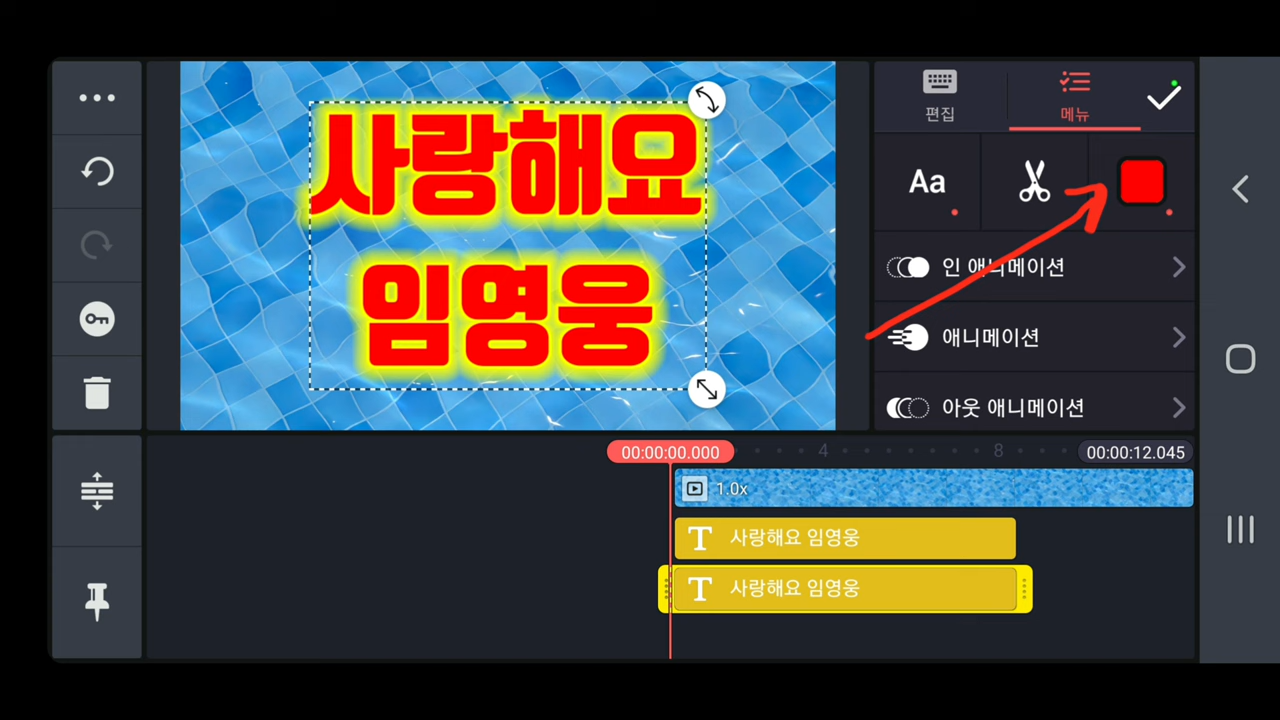 사랑해요
임영웅
편집
메뉴
Aa
인 애니메이션
애니메이션
아웃 애니메이션
00:00:00.000
4
8
00:00:12.045
1.0x
T 사랑해요 임영웅
T 사랑해요 임영웅